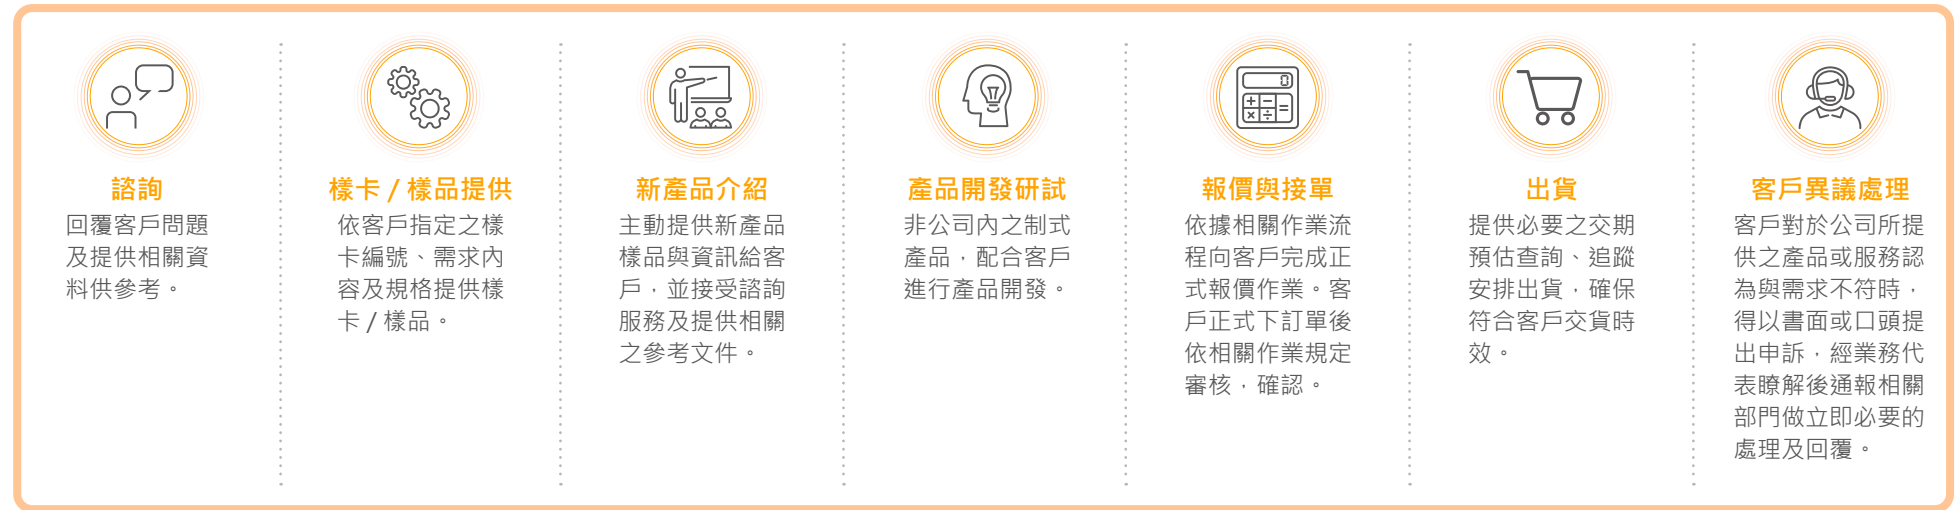 諮詢
回覆客戶問題
及提供相關資
料供參考。
樣卡 / 樣品提供
依客戶指定之樣
卡編號、需求內
容及規格提供樣
卡 / 樣品。
新產品介紹
主動提供新產品
樣品與資訊給客
戶，並接受諮詢
服務及提供相關
之參考文件。
產品開發研試
非公司內之制式
產品，配合客戶
進行產品開發。
報價與接單
依據相關作業流
程向客戶完成正
式報價作業。客
戶正式下訂單後
依相關作業規定
審核，確認。
出貨
提供必要之交期
預估查詢、追蹤
安排出貨，確保
符合客戶交貨時
效。
客戶異議處理
客戶對於公司所提
供之產品或服務認
為與需求不符時，
得以書面或口頭提
出申訴，經業務代
表瞭解後通報相關
部門做立即必要的
處理及回覆。